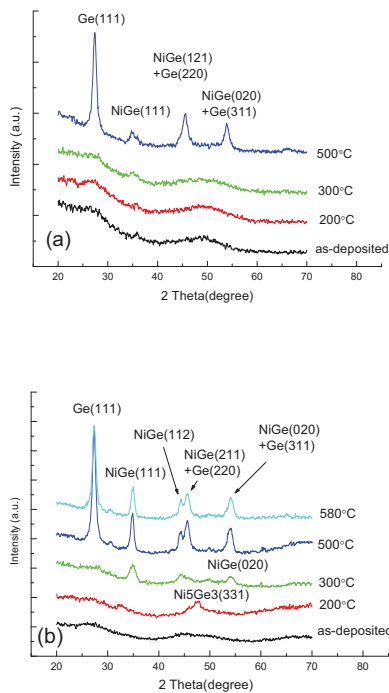 Ge(111)
NiGe(121)
+Ge(220)
NiGe(020)
+Ge(311)
NiGe(111)
500°C
300°C
200°C
as-deposited
(a)
Intensity (a.u.)
20 30 40 50 60 70 80
2 Theta(degree)
Ge(111)
NiGe(020)
+Ge(311)
NiGe(112)
NiGe(211)
+Ge(220)
NiGe(111)
580°C
500°C
NiGe(020)
300°C
Ni5Ge3(331)
200°C
as-deposited
(b)
Intensity (a.u.)
20 30 40 50 60 70 80
2 Theta(degree)